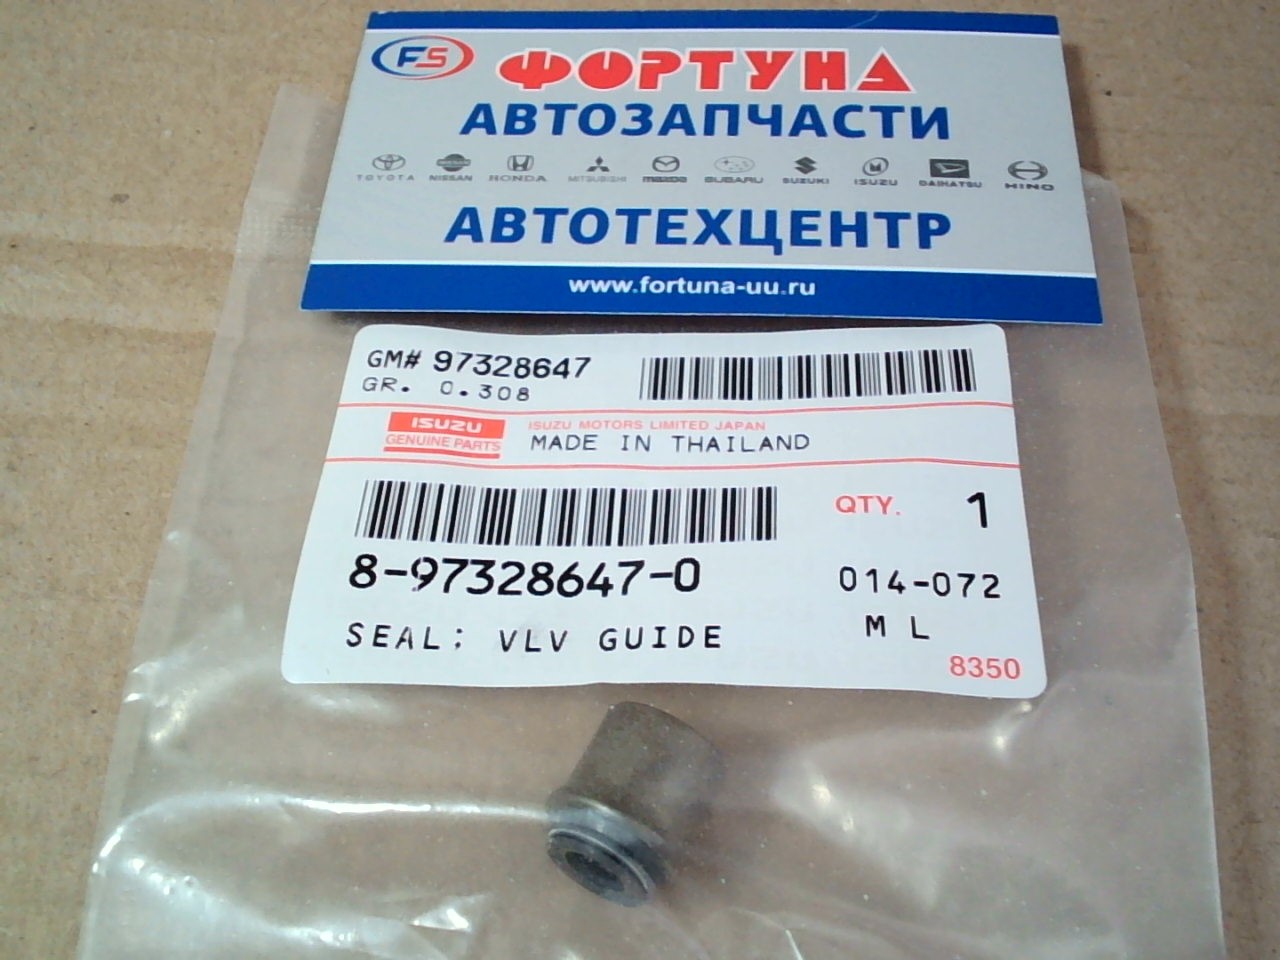 FS ФОРТУНА
АВТОЗАПЧАСТИ
TOYOTA NISSAN HONDA MITSUBISHI mazda SUBARU SUZUKI ISUZU DAIHATSU HINO
АВТОТЕХЦЕНТР
www.fortuna-uu.ru
GM# 97328647
GR. 0.308
ISUZU
GENUINE PARTS
ISUZU MOTORS LIMITED JAPAN
MADE IN THAILAND
QTY. 1
8-97328647-0
014-072
SEAL; VLV GUIDE
M L
8350